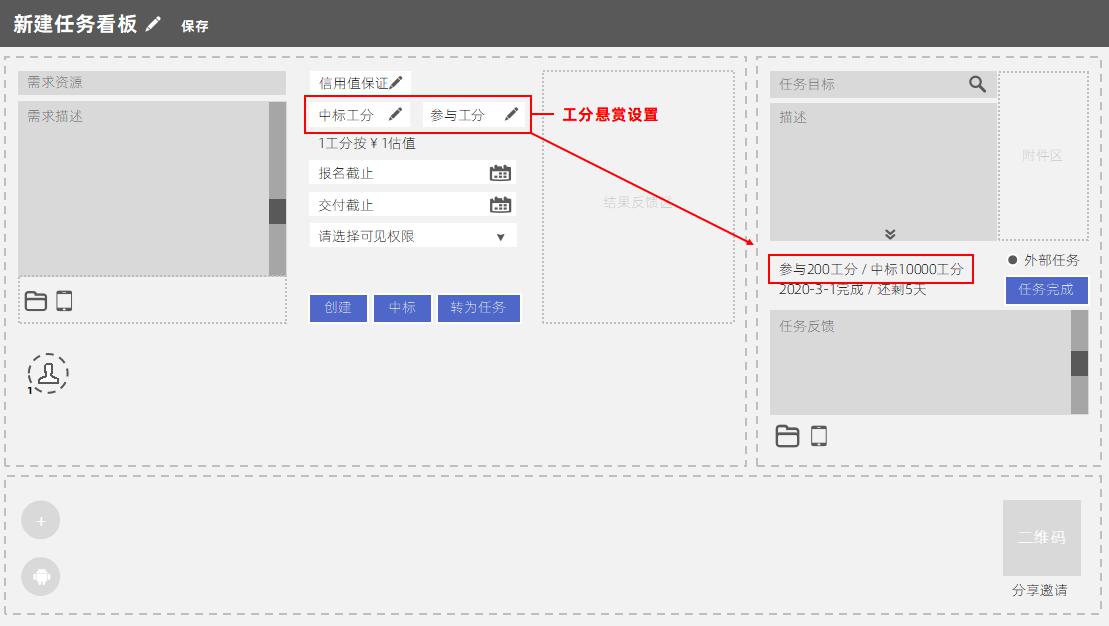 新建任务看板 保存
需求资源
需求描述
1
信用值保证
中标工分 参与工分
工分悬赏设置
1工分按 ¥ 1估值
报名截止
交付截止
请选择可见权限
创建 中标 转为任务
结果反馈区
任务目标
描述
附件区
外部任务
参与200工分 / 中标10000工分
2020-3-1完成 / 还剩5天
任务完成
任务反馈
+
二维码
分享邀请